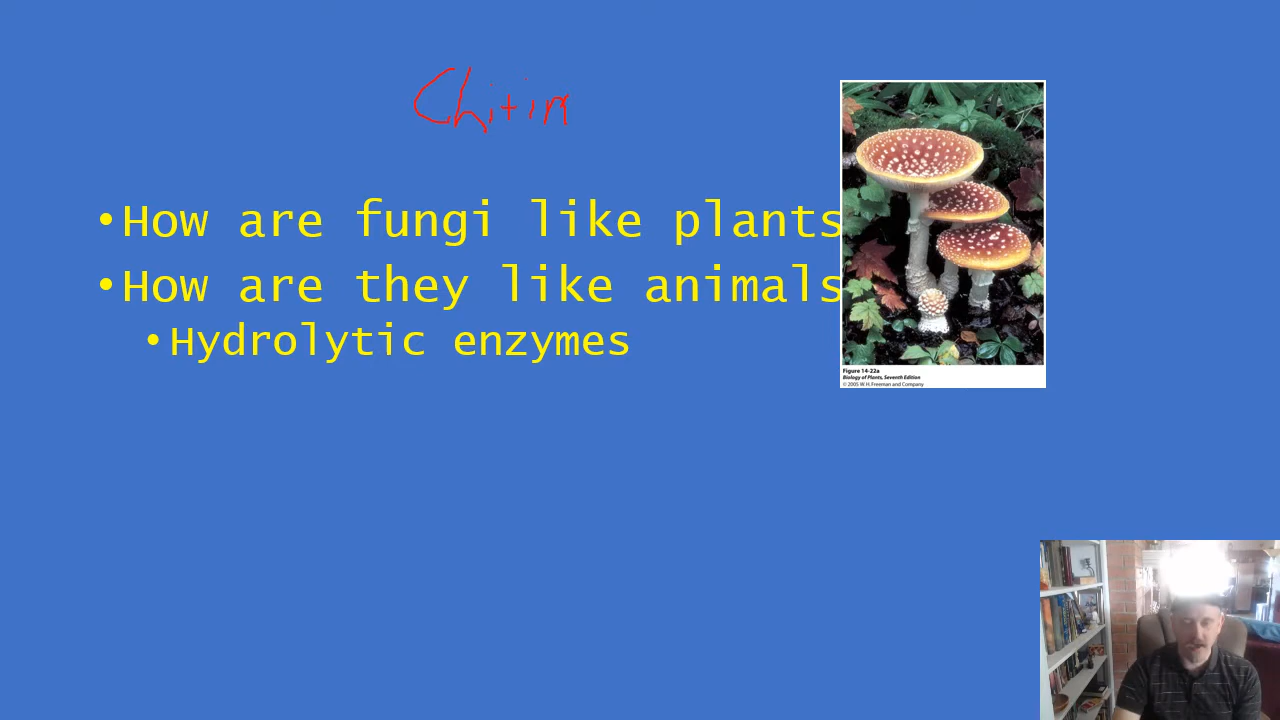 Chitin
•How are fungi like plants
•How are they like animals
•Hydrolytic enzymes
Figure 14-22a
Biology of Plants, Seventh Edition
© 2005 W.H. Freeman and Company